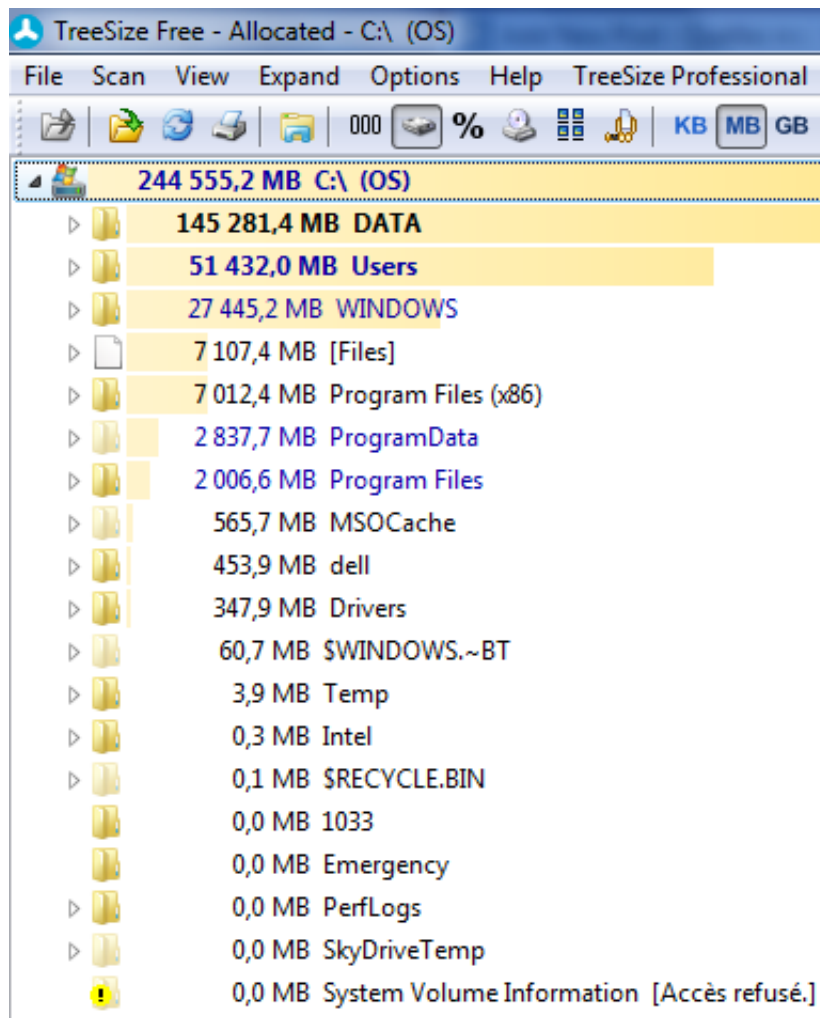 TreeSize Free - Allocated - C:\ (OS)
File Scan View Expand Options Help TreeSize Professional
000 % KB MB GB
244 555,2 MB C:\ (OS)
145 281,4 MB DATA
51 432,0 MB Users
27 445,2 MB WINDOWS
7 107,4 MB [Files]
7 012,4 MB Program Files (x86)
2 837,7 MB ProgramData
2 006,6 MB Program Files
565,7 MB MSOCache
453,9 MB dell
347,9 MB Drivers
60,7 MB $WINDOWS.~BT
3,9 MB Temp
0,3 MB Intel
0,1 MB $RECYCLE.BIN
0,0 MB 1033
0,0 MB Emergency
0,0 MB PerfLogs
0,0 MB SkyDriveTemp
0,0 MB System Volume Information [Accès refusé.]